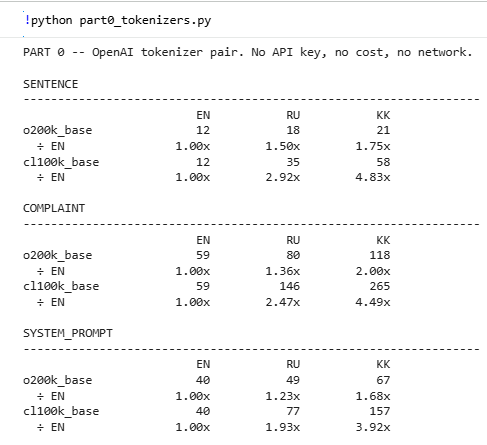 !python part0_tokenizers.py
PART 0 -- OpenAI tokenizer pair. No API key, no cost, no network.
SENTENCE
----------------------------------------------------------------
EN RU KK
o200k_base 12 18 21
÷ EN 1.00x 1.50x 1.75x
cl100k_base 12 35 58
÷ EN 1.00x 2.92x 4.83x
COMPLAINT
----------------------------------------------------------------
EN RU KK
o200k_base 59 80 118
÷ EN 1.00x 1.36x 2.00x
cl100k_base 59 146 265
÷ EN 1.00x 2.47x 4.49x
SYSTEM_PROMPT
----------------------------------------------------------------
EN RU KK
o200k_base 40 49 67
÷ EN 1.00x 1.23x 1.68x
cl100k_base 40 77 157
÷ EN 1.00x 1.93x 3.92x